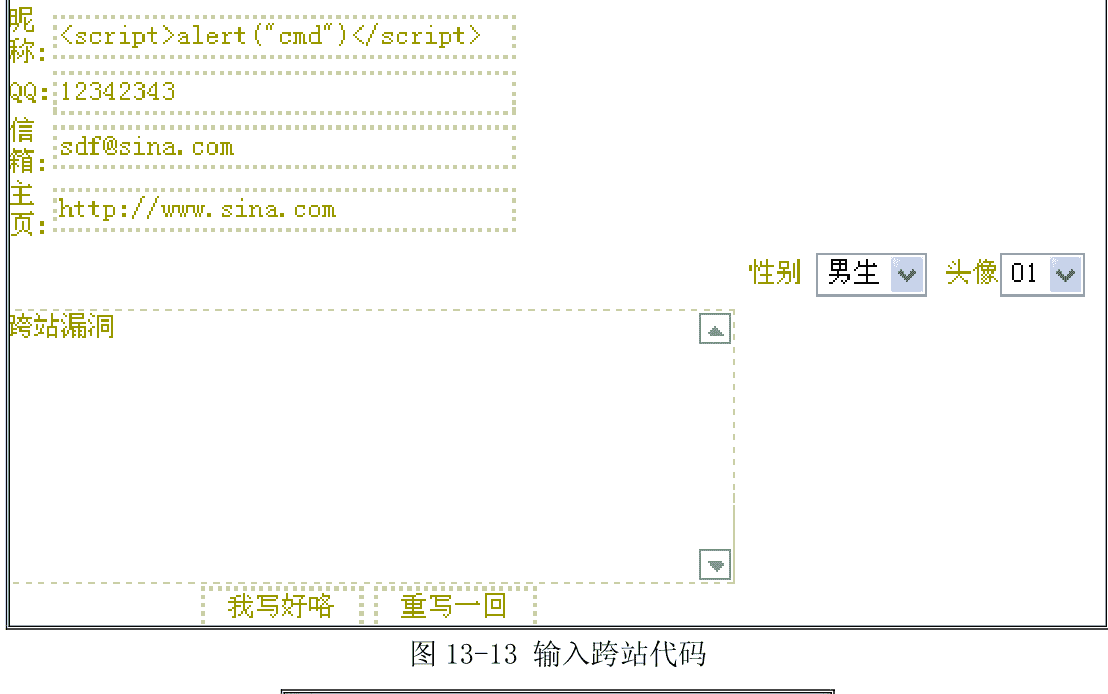 昵
称: <script>alert("cmd")</script>
QQ: 12342343
信
箱: sdf@sina.com
主
页: http://www.sina.com
性别 男生 头像 01
跨站漏洞
我写好咯 重写一回
图 13-13 输入跨站代码